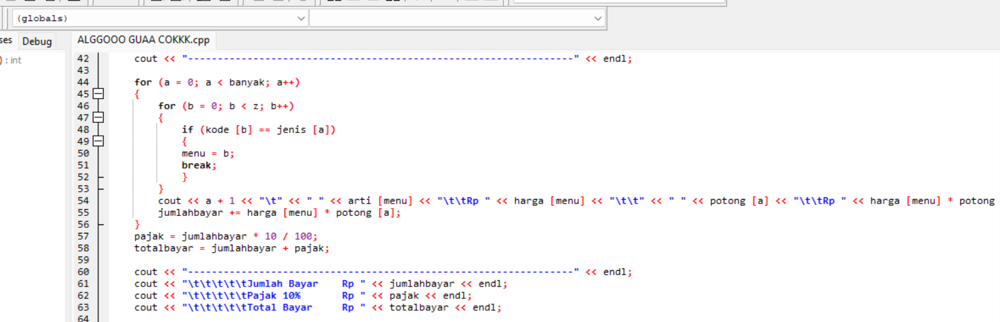 (globals)
ses Debug ALGGOOO GUAA COKKK.cpp
) : int
42 cout << "-----------------------------------------------------------------" << endl;
43
44 for (a = 0; a < banyak; a++)
45 {
46 for (b = 0; b < z; b++)
47 {
48 if (kode [b] == jenis [a])
49 {
50 menu = b;
51 break;
52 }
53 }
54 cout << a + 1 << "\t" << " " << arti [menu] << "\t\tRp " << harga [menu] << "\t\t" << " " << potong [a] << "\t\tRp " << harga [menu] * potong
55 jumlahbayar += harga [menu] * potong [a];
56 }
57 pajak = jumlahbayar * 10 / 100;
58 totalbayar = jumlahbayar + pajak;
59
60 cout << "-----------------------------------------------------------------" << endl;
61 cout << "\t\t\t\t\tJumlah Bayar    Rp " << jumlahbayar << endl;
62 cout << "\t\t\t\t\tPajak 10%       Rp " << pajak << endl;
63 cout << "\t\t\t\t\tTotal Bayar     Rp " << totalbayar << endl;
64